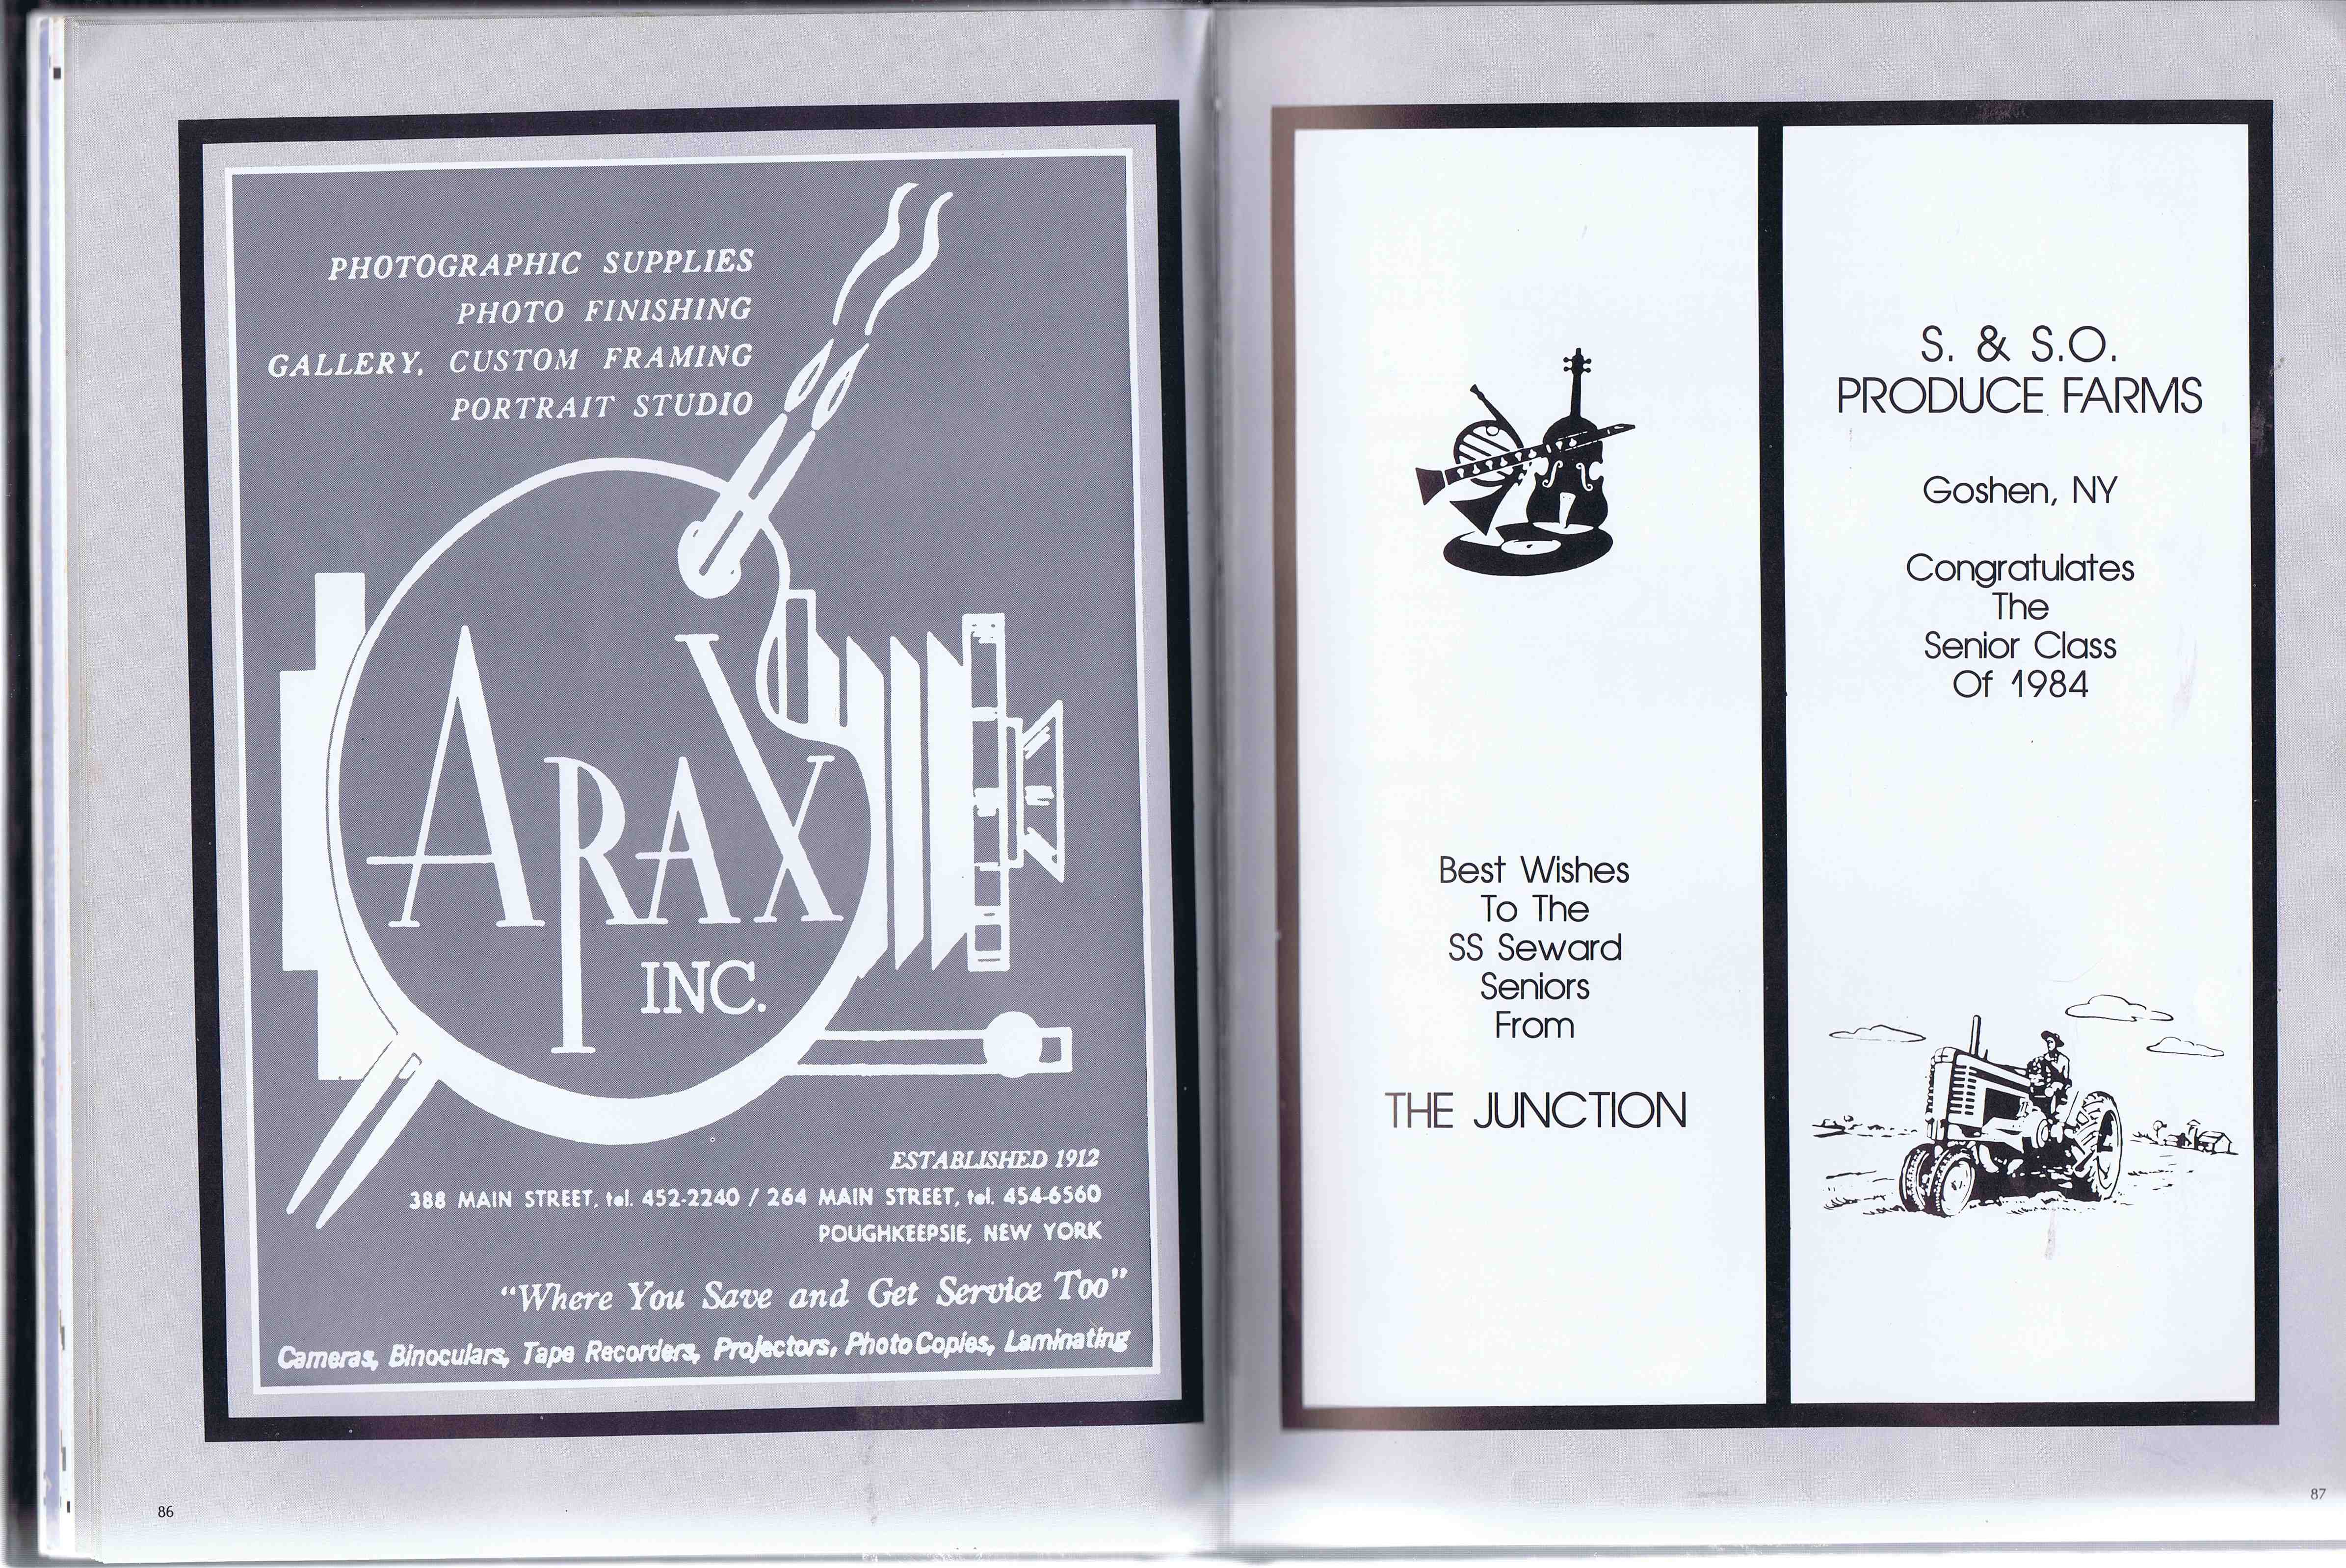 PHOTOGRAPHIC SUPPLIES
PHOTO FINISHING
GALLERY, CUSTOM FRAMING
PORTRAIT STUDIO
ARAX
INC.
ESTABLISHED 1912
388 MAIN STREET, tel. 452-2240 / 264 MAIN STREET, tel. 454-6560
POUGHKEEPSIE, NEW YORK
"Where You Save and Get Service Too"
Cameras, Binoculars, Tape Recorders, Projectors, Photo Copies, Laminating
86
Best Wishes
To The
SS Seward
Seniors
From
THE JUNCTION
S. & S.O.
PRODUCE FARMS
Goshen, NY
Congratulates
The
Senior Class
Of 1984
87